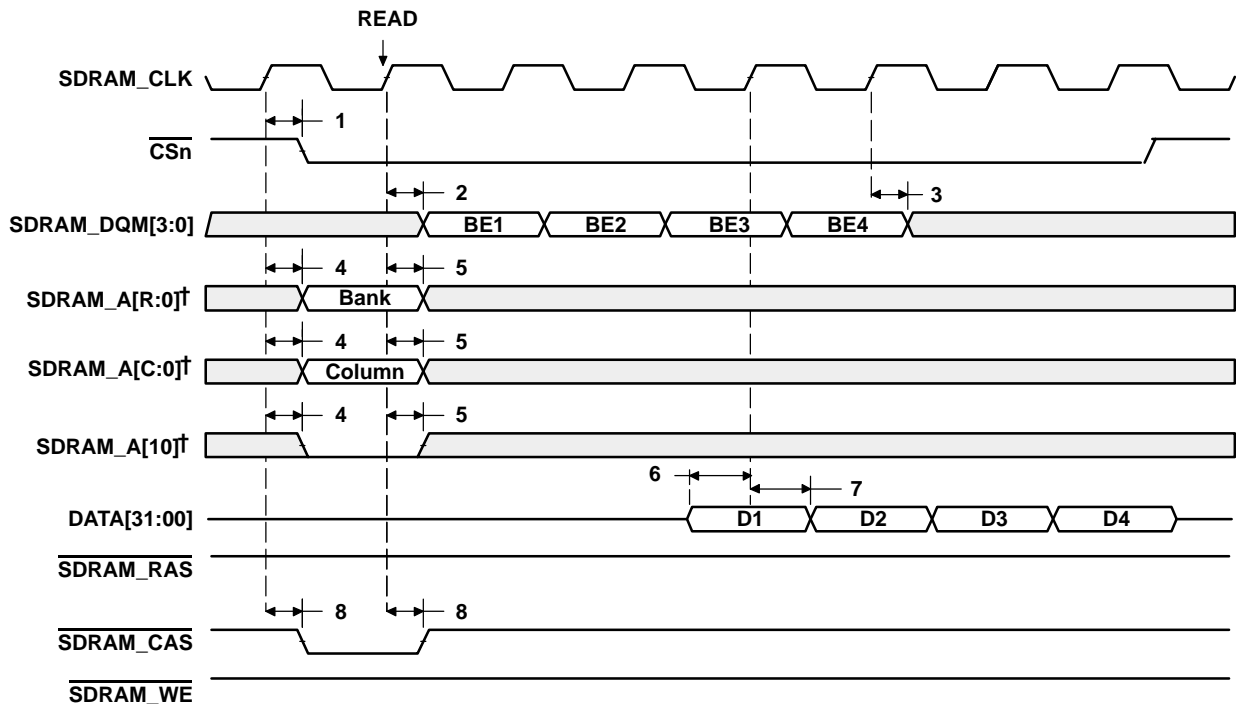 READ
SDRAM_CLK
1
CSn
2
3
SDRAM_DQM[3:0]
BE1 BE2 BE3 BE4
4 5
SDRAM_A[R:0]†
Bank
4 5
SDRAM_A[C:0]†
Column
4 5
SDRAM_A[10]†
6
7
DATA[31:00]
D1 D2 D3 D4
SDRAM_RAS
8 8
SDRAM_CAS
SDRAM_WE